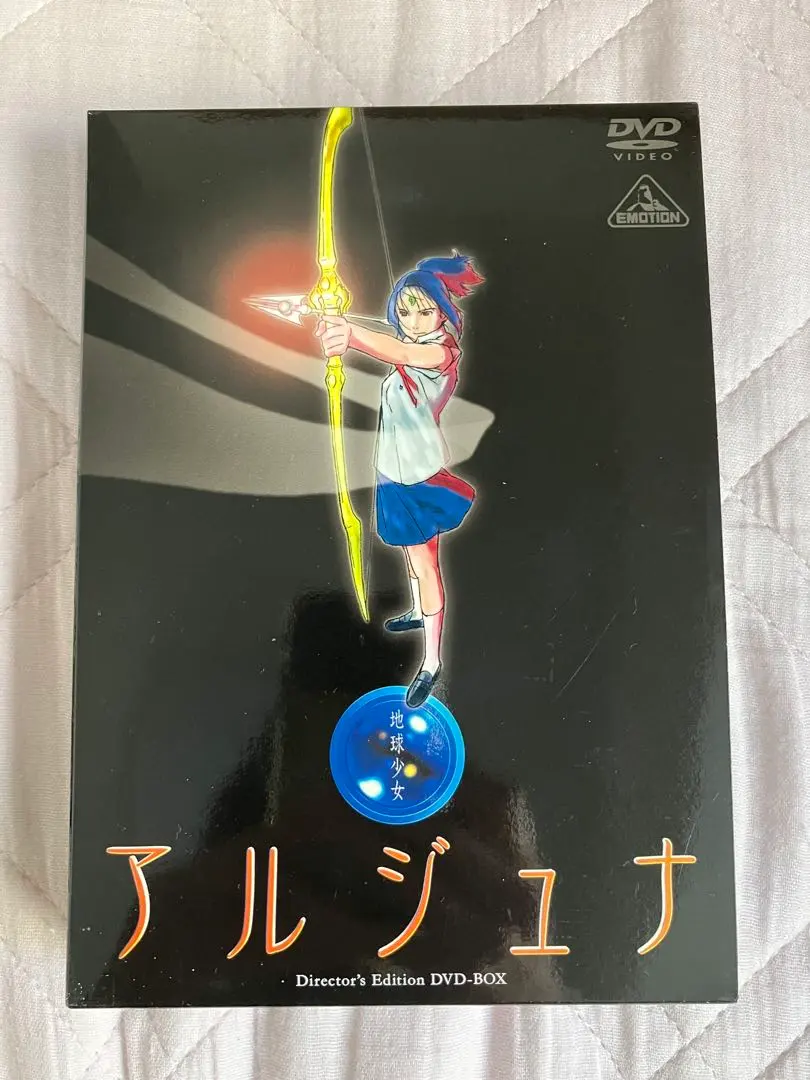 DVD
VIDEO
EMOTION
地球少女
アルジュナ
Director's Edition DVD-BOX